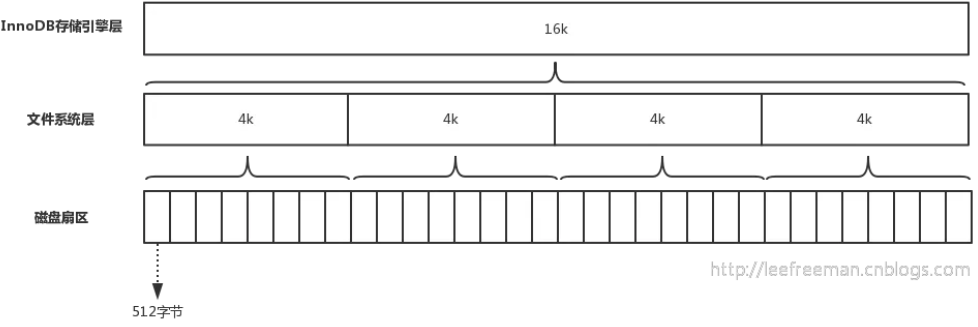 InnoDB存储引擎层
16k
文件系统层
4k
4k
4k
4k
磁盘扇区
http://leefreeman.cnblogs.com
512字节